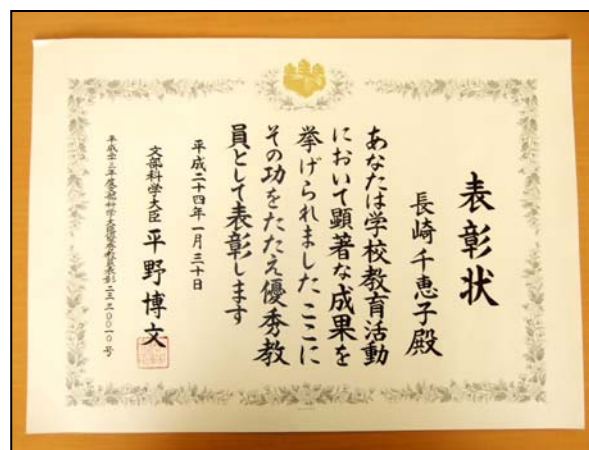 表彰状
長崎千恵子殿
あなたは学校教育活動
において顕著な成果を
挙げられました ここに
その功をたたえ優秀教
員として表彰します
平成二十四年一月三十日
文部科学大臣 平野博文